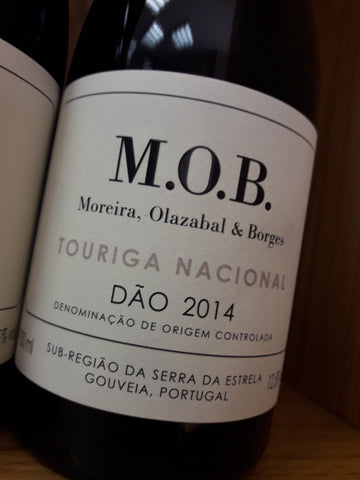 M.O.B.
Moreira, Olazabal & Borges
TOURIGA NACIONAL
DÃO 2014
DENOMINAÇÃO DE ORIGEM CONTROLADA
SUB-REGIÃO DA SERRA DA ESTRELA
GOUVEIA, PORTUGAL